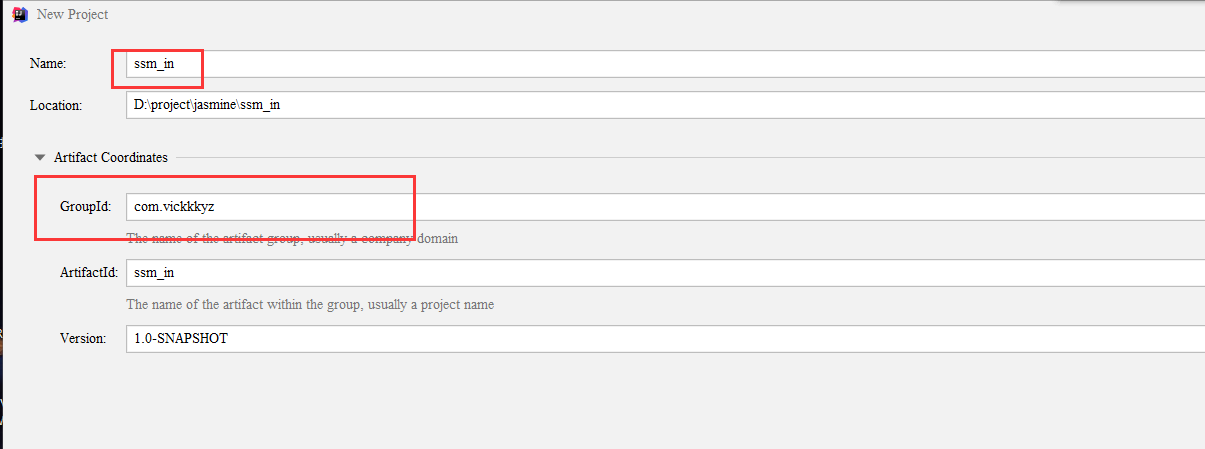 New Project
Name: ssm_in
Location: D:\project\jasmine\ssm_in
Artifact Coordinates
GroupId: com.vickkkyz
The name of the artifact group, usually a company domain
ArtifactId: ssm_in
The name of the artifact within the group, usually a project name
Version: 1.0-SNAPSHOT